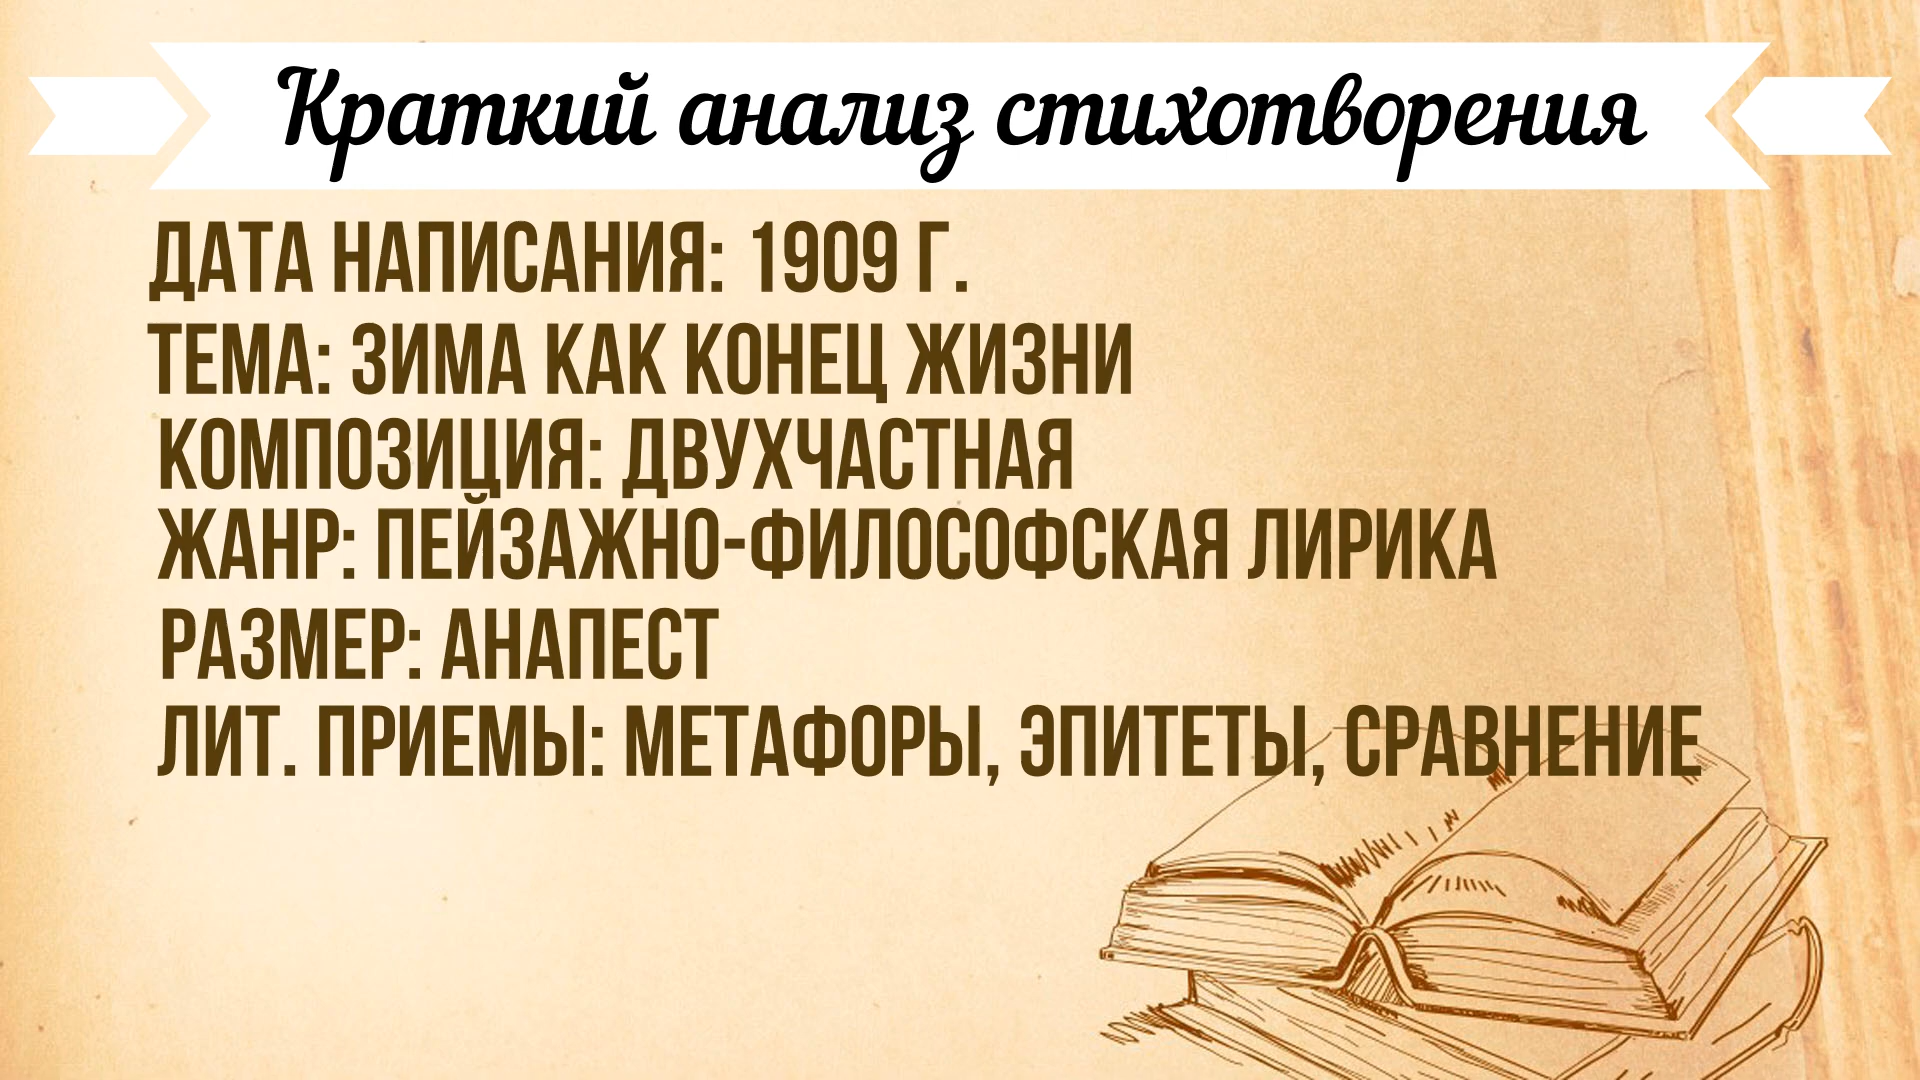 Краткий анализ стихотворения
ДАТА НАПИСАНИЯ: 1909 Г.
ТЕМА: ЗИМА КАК КОНЕЦ ЖИЗНИ
КОМПОЗИЦИЯ: ДВУХЧАСТНАЯ
ЖАНР: ПЕЙЗАЖНО-ФИЛОСОФСКАЯ ЛИРИКА
РАЗМЕР: АНАПЕСТ
ЛИТ. ПРИЕМЫ: МЕТАФОРЫ, ЭПИТЕТЫ, СРАВНЕНИЕ